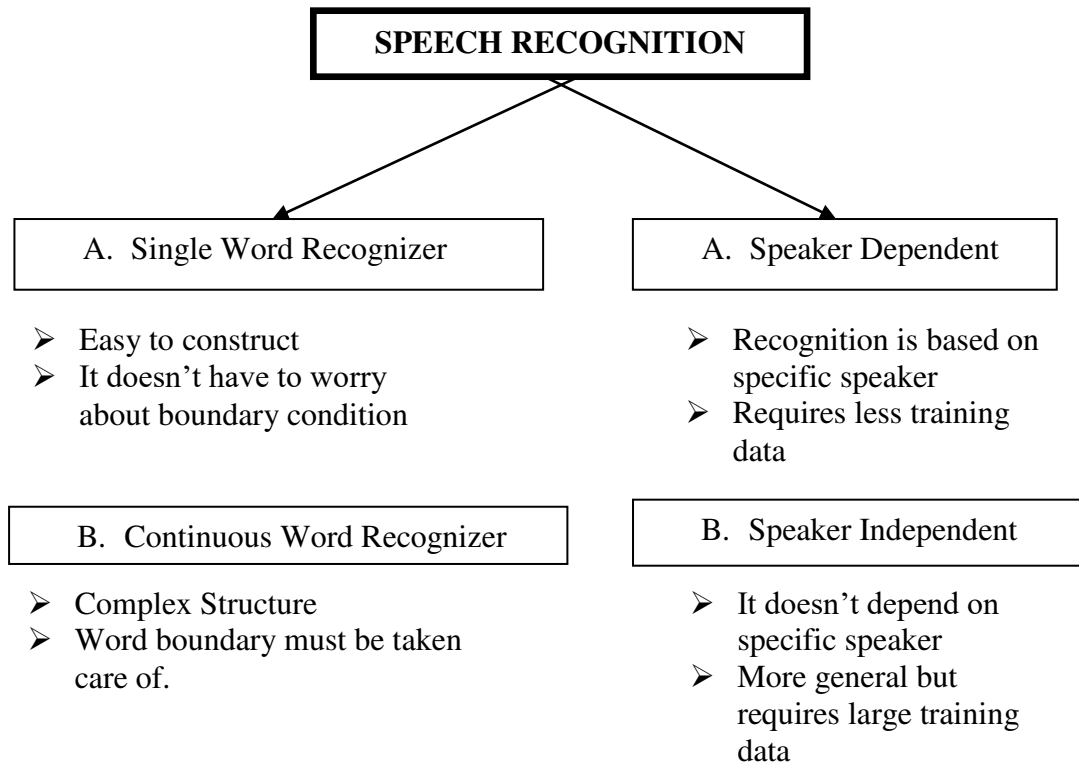 SPEECH RECOGNITION
A. Single Word Recognizer
➢ Easy to construct
➢ It doesn’t have to worry
about boundary condition
B. Continuous Word Recognizer
➢ Complex Structure
➢ Word boundary must be taken
care of.
A. Speaker Dependent
➢ Recognition is based on
specific speaker
➢ Requires less training
data
B. Speaker Independent
➢ It doesn’t depend on
specific speaker
➢ More general but
requires large training
data